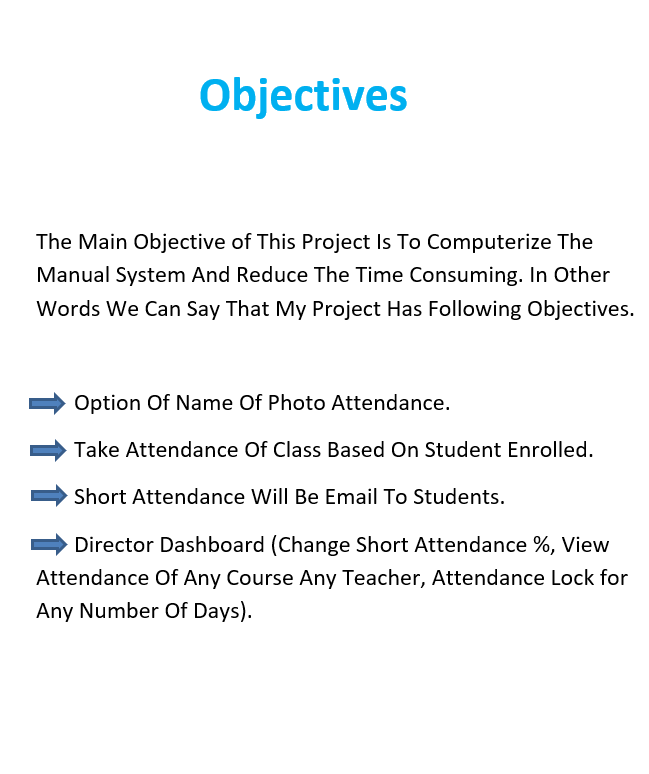 Objectives
The Main Objective of This Project Is To Computerize The
Manual System And Reduce The Time Consuming. In Other
Words We Can Say That My Project Has Following Objectives.
Option Of Name Of Photo Attendance.
Take Attendance Of Class Based On Student Enrolled.
Short Attendance Will Be Email To Students.
Director Dashboard (Change Short Attendance %, View
Attendance Of Any Course Any Teacher, Attendance Lock for
Any Number Of Days).